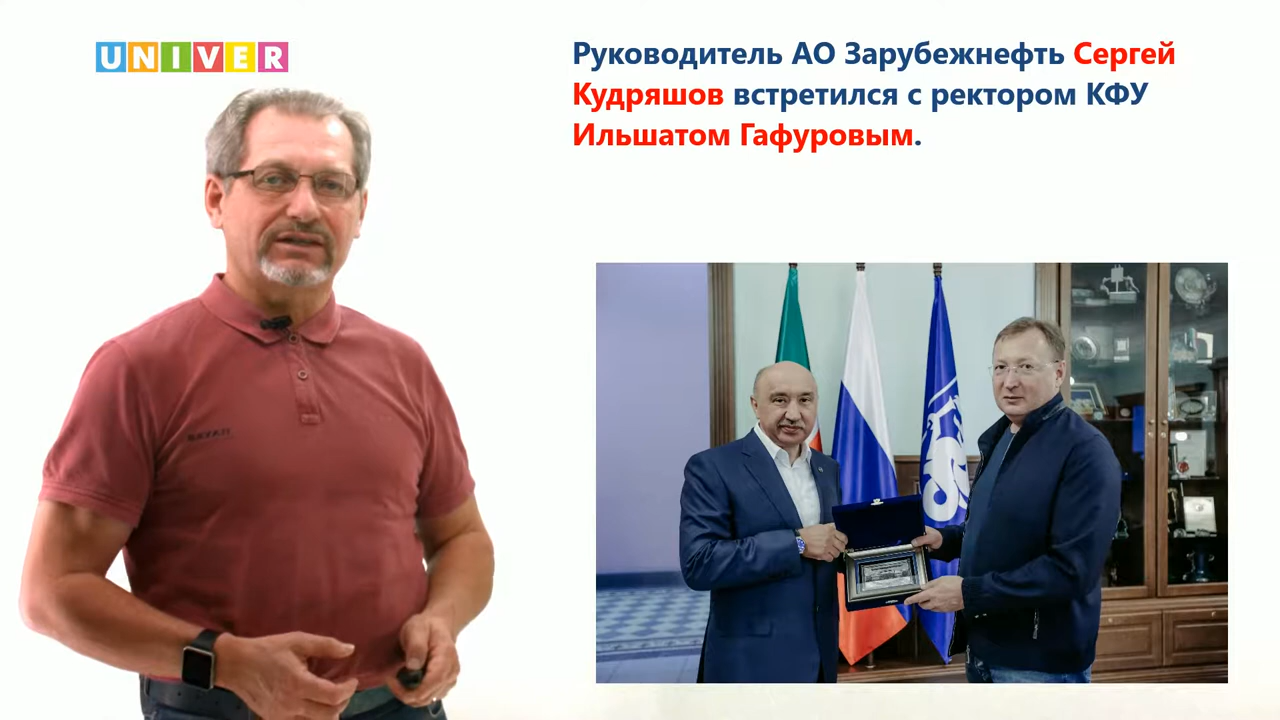 UNIVER
Руководитель АО Зарубежнефть Сергей
Кудряшов встретился с ректором КФУ
Ильшатом Гафуровым.